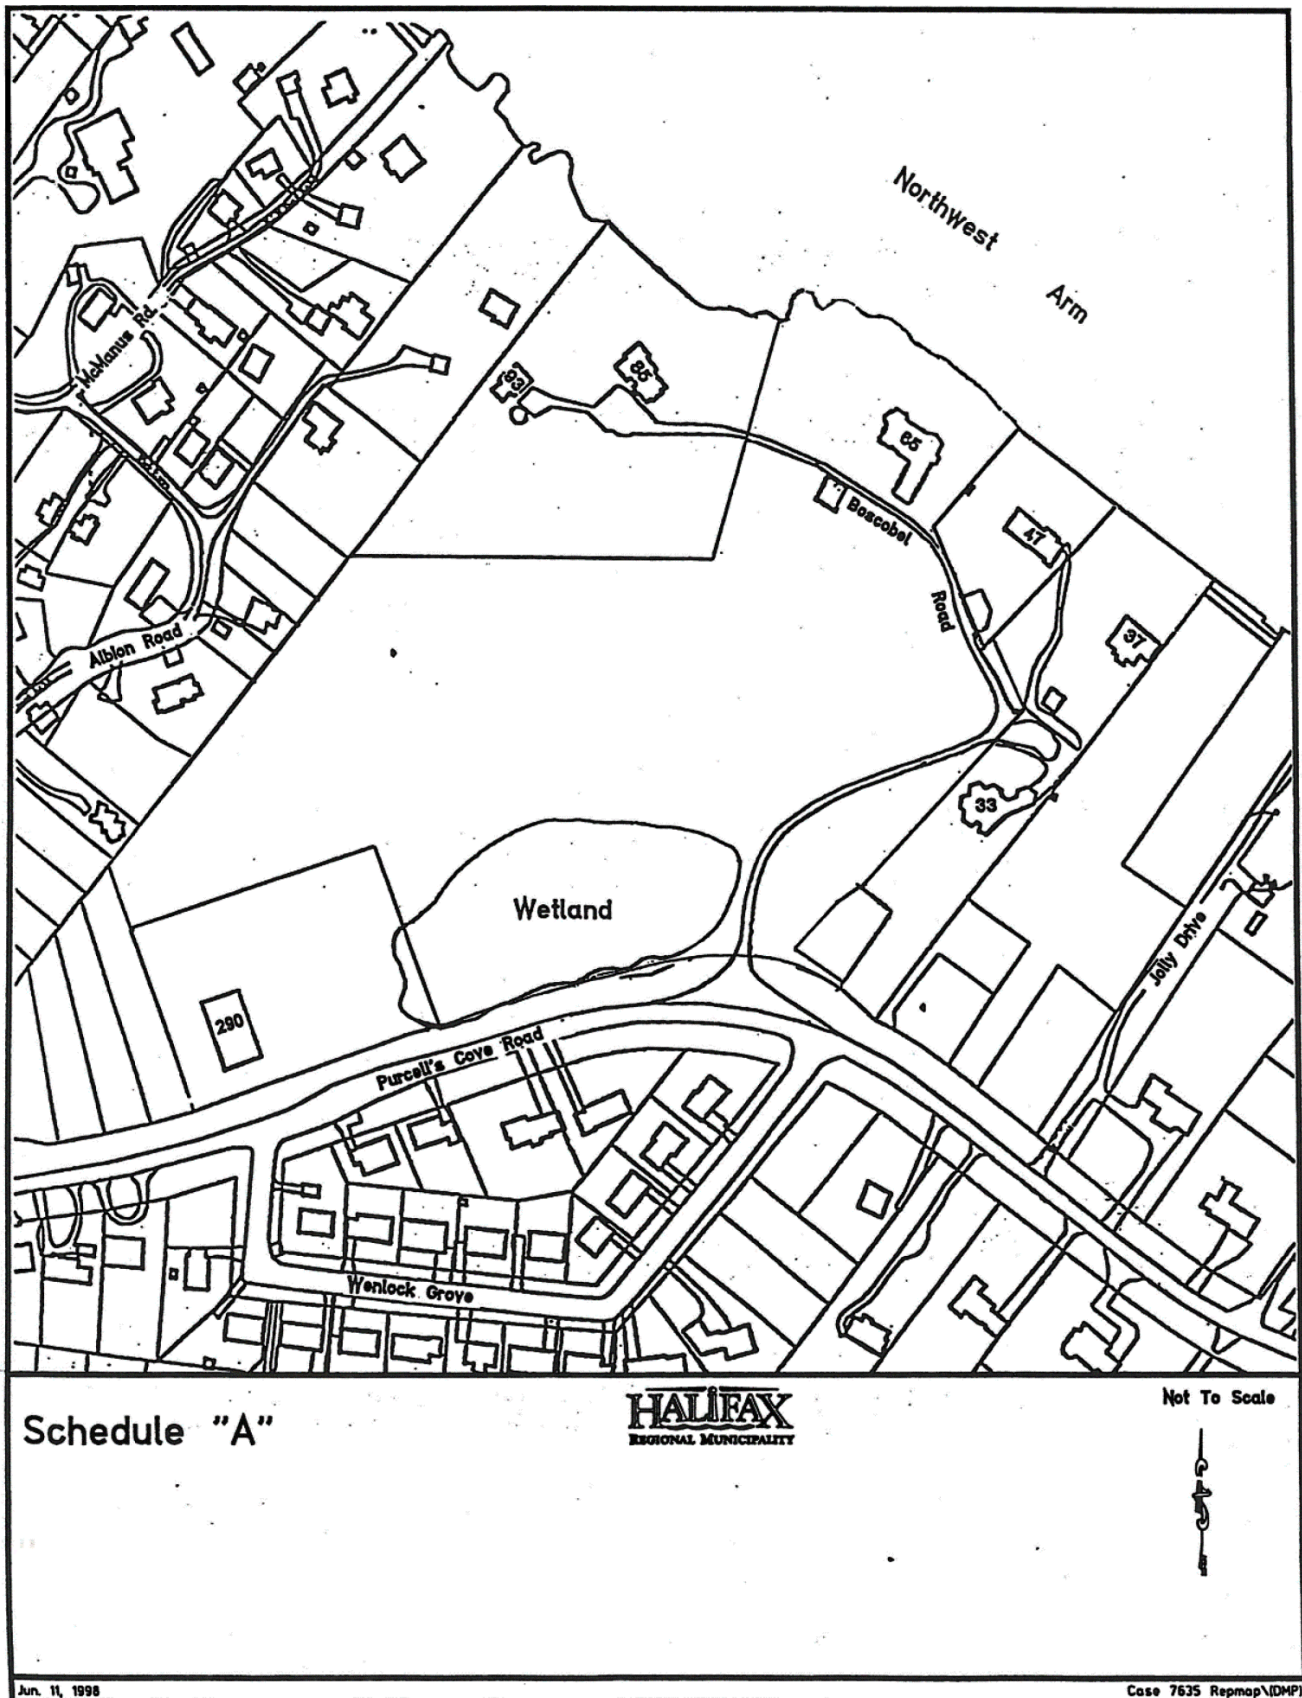 Northwest
Arm
McManus Rd.
93
85
65
Boscobel
47
Road
37
Albion Road
33
Wetland
Jolly Drive
290
Purcell's Cove Road
Wenlock Grove
Schedule "A"
HALIFAX
REGIONAL MUNICIPALITY
Not To Scale
Jun. 11, 1998
Case 7635 Repmap\(DMP)